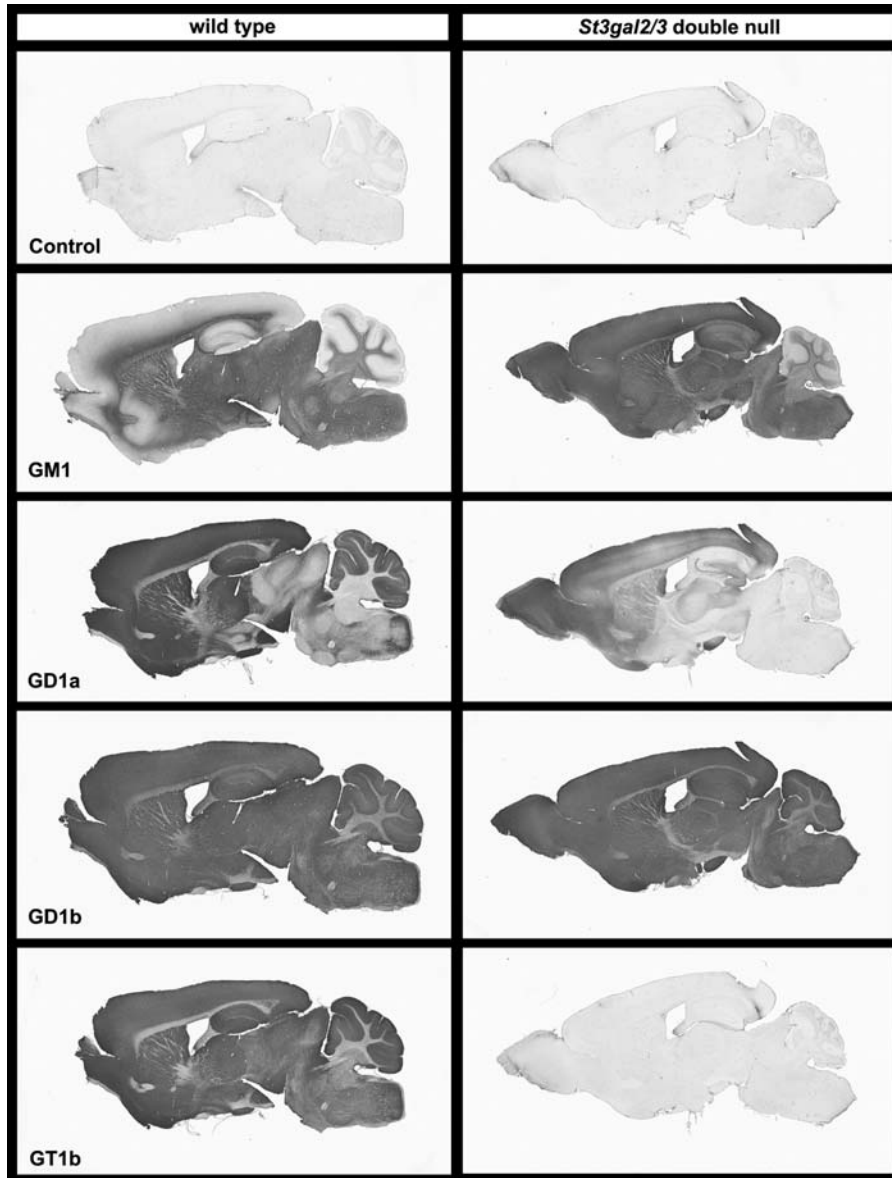 wild type
St3gal2/3 double null
Control
GM1
GD1a
GD1b
GT1b